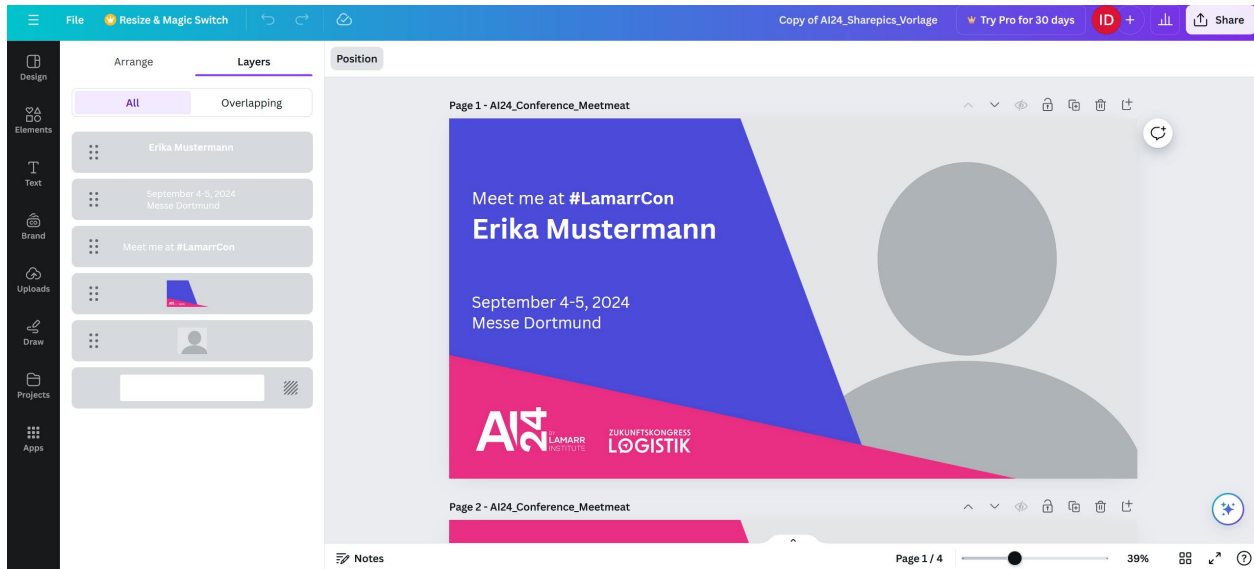 File
Resize & Magic Switch
Copy of AI24_Sharepics_Vorlage
Try Pro for 30 days
ID
+
Share
Design
Elements
Text
Brand
Uploads
Draw
Projects
Apps
Arrange
Layers
All
Overlapping
Erika Mustermann
September 4-5, 2024
Messe Dortmund
Meet me at #LamarrCon
Position
Page 1 - AI24_Conference_Meetmeat
Meet me at #LamarrCon
Erika Mustermann
September 4-5, 2024
Messe Dortmund
AI24
BY
LAMARR
INSTITUTE
ZUKUNFTSKONGRESS
LOGISTIK
Page 2 - AI24_Conference_Meetmeat
Notes
Page 1 / 4
39%